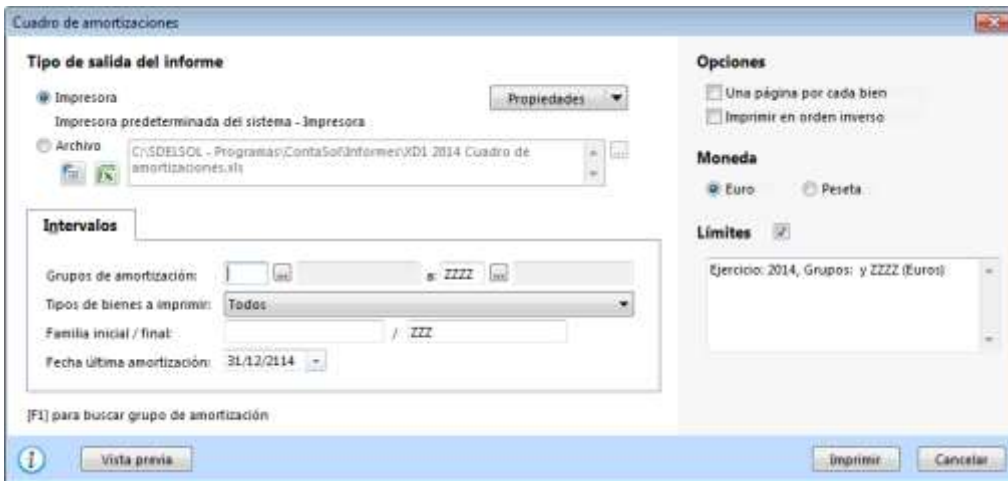 Cuadro de amortizaciones
Tipo de salida del informe
Impresora
Propiedades
Impresora predeterminada del sistema - Impresora
Archivo
C:\SDELSOL - Programas\ContaSol\Informes\XD1 2014 Cuadro de
amortizaciones.xls
...
Intervalos
Grupos de amortización:
...
a: ZZZZ
...
Tipos de bienes a imprimir: Todos
Familia inicial / final:
/ ZZZ
Fecha última amortización: 31/12/2114
[F1] para buscar grupo de amortización
Opciones
Una página por cada bien
Imprimir en orden inverso
Moneda
Euro
Peseta
Límites
Ejercicio: 2014, Grupos: y ZZZZ (Euros)
Vista previa
Imprimir
Cancelar